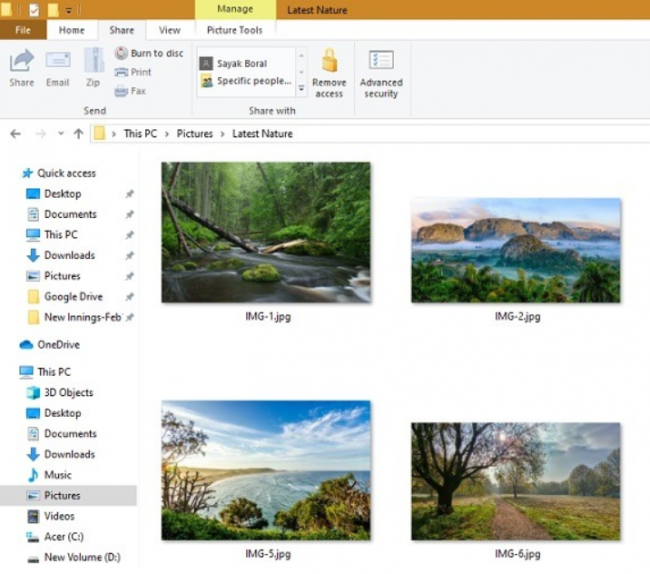 Manage
Latest Nature
File
Home
Share
View
Picture Tools
Share
Email
Zip
Burn to disc
Print
Fax
Send
Sayak Boral
Specific people...
Share with
Remove access
Advanced security
This PC > Pictures > Latest Nature
Quick access
Desktop
Documents
This PC
Downloads
Pictures
Google Drive
New Innings-Feb
OneDrive
This PC
3D Objects
Desktop
Documents
Downloads
Music
Pictures
Videos
Acer (C:)
New Volume (D:)
IMG-1.jpg
IMG-2.jpg
IMG-5.jpg
IMG-6.jpg